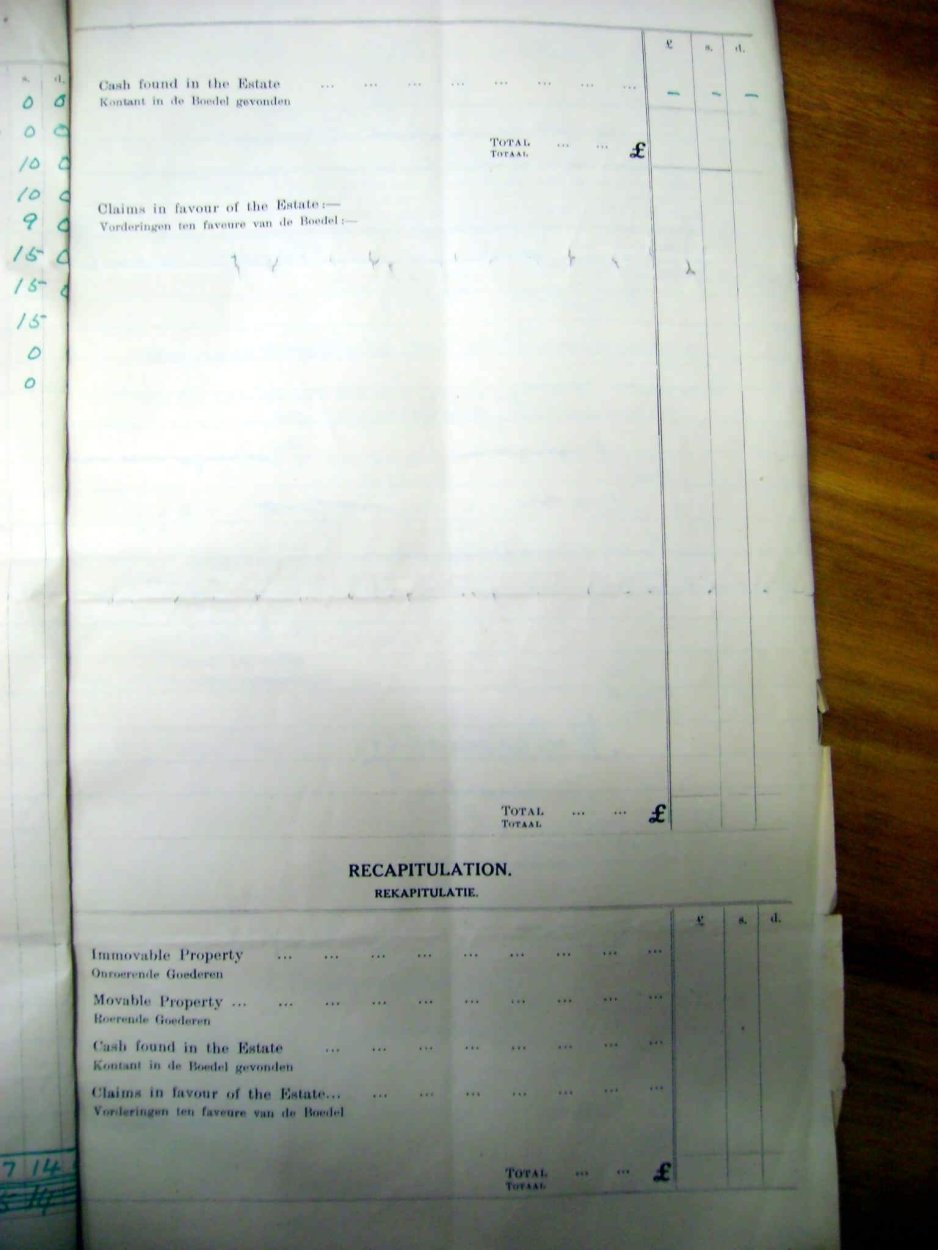 s. d.
0 0
0 0
10 0
10 0
9 0
15 0
15 0
15
0
0
7 14
£ s. d.
Cash found in the Estate ... ... ... ... ... ... ... ... - - -
Kontant in de Boedel gevonden
TOTAL ... ... £
TOTAAL
Claims in favour of the Estate:—
Vorderingen ten faveure van de Boedel:—
TOTAL ... ... £
TOTAAL
RECAPITULATION.
REKAPITULATIE.
£ s. d.
Immovable Property ... ... ... ... ... ... ... ... ...
Onroerende Goederen
Movable Property ... ... ... ... ... ... ... ... ... ...
Roerende Goederen
Cash found in the Estate ... ... ... ... ... ... ... ...
Kontant in de Boedel gevonden
Claims in favour of the Estate... ... ... ... ... ... ... ...
Vorderingen ten faveure van de Boedel
TOTAL ... ... £
TOTAAL